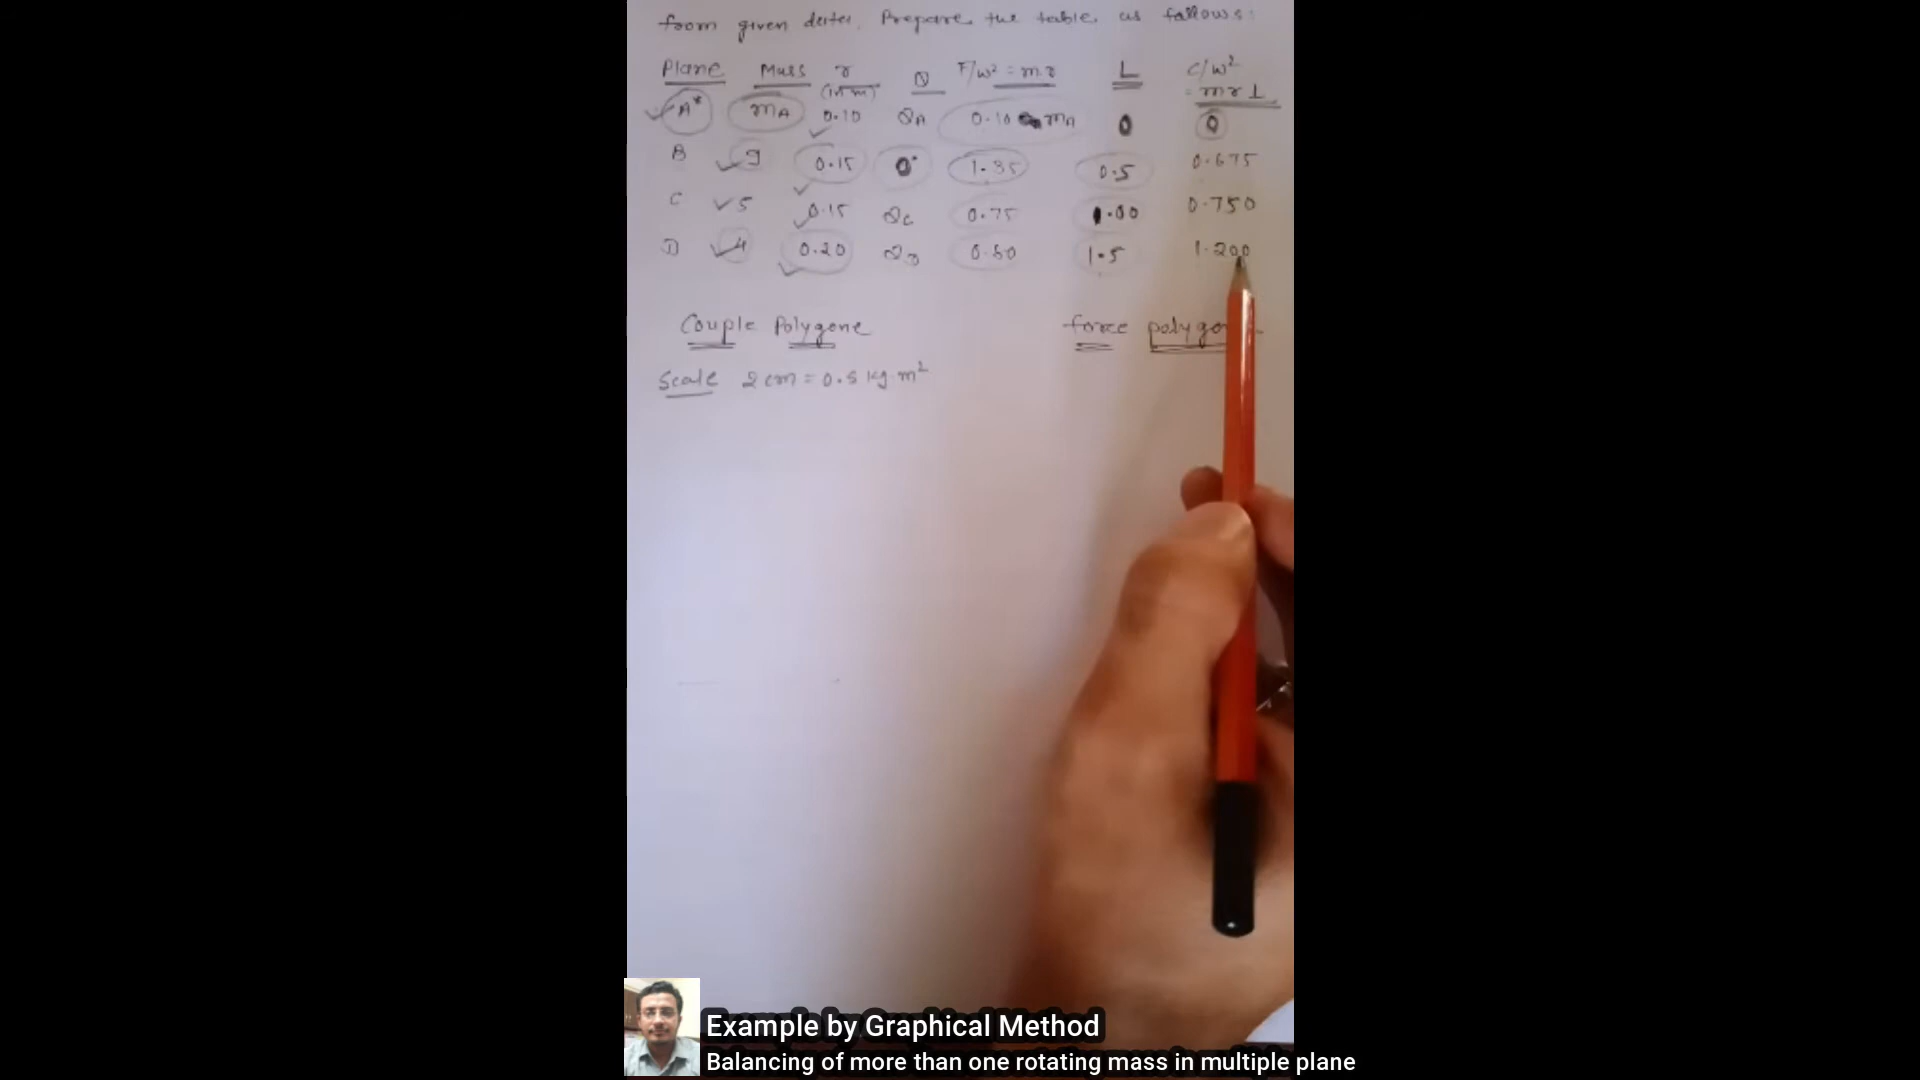 from given data. Prepare the table as follows:
Plane Mass r (in m) θ F/ω² = m r L C/ω² = m r L
A* mA 0.10 θA 0.10 mA 0 0
B 9 0.15 0° 1.35 0.5 0.675
C 5 0.15 θC 0.75 1.00 0.750
D 4 0.20 θD 0.80 1.5 1.200
Couple Polygone force polygon
Scale 2 cm = 0.5 kg·m²
Example by Graphical Method
Balancing of more than one rotating mass in multiple plane